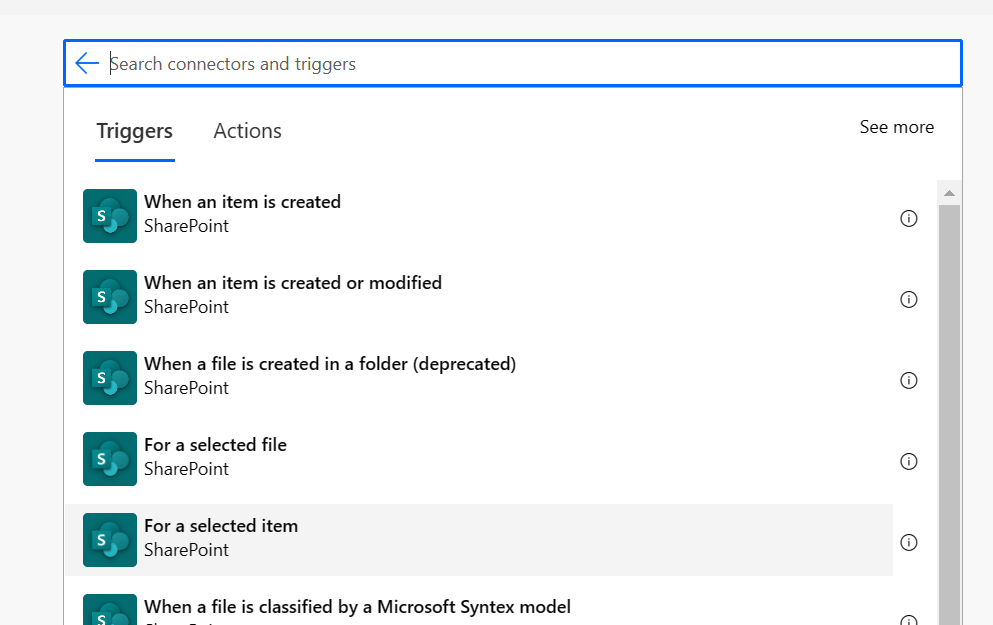 Search connectors and triggers
Triggers Actions See more
When an item is created
SharePoint
When an item is created or modified
SharePoint
When a file is created in a folder (deprecated)
SharePoint
For a selected file
SharePoint
For a selected item
SharePoint
When a file is classified by a Microsoft Syntex model